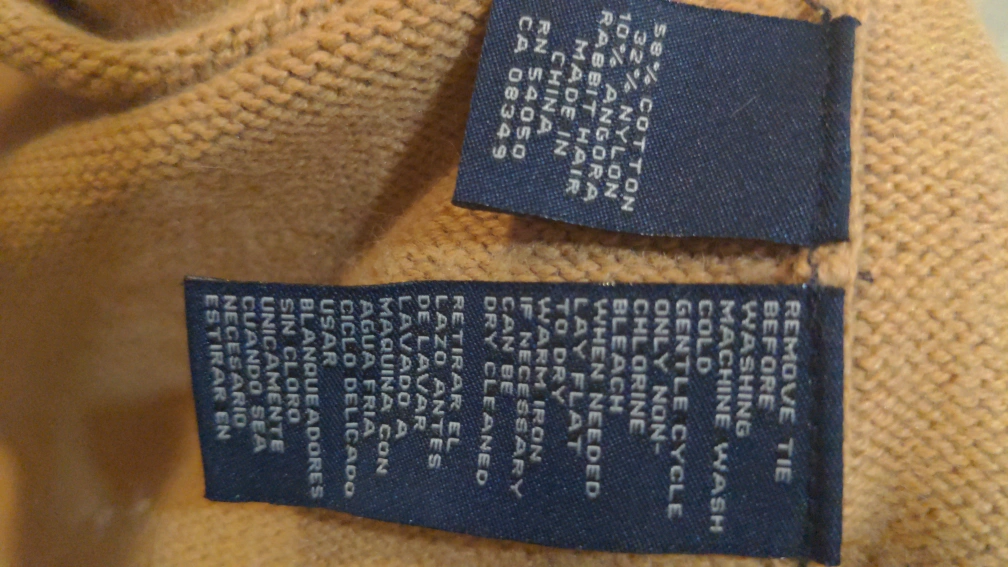 58% COTTON
32% NYLON
10% ANGORA
RABBIT HAIR
MADE IN
CHINA
RN 54050
CA 08349
REMOVE TIE
BEFORE
WASHING
MACHINE WASH
COLD
GENTLE CYCLE
ONLY NON-
CHLORINE
BLEACH
WHEN NEEDED
LAY FLAT
TO DRY
WARM IRON
IF NECESSARY
CAN BE
DRY CLEANED
RETIRAR EL
LAZO ANTES
DE LAVAR
LAVADO A
MAQUINA CON
AGUA FRIA
CICLO DELICADO
USAR
BLANQUEADORES
SIN CLORO
UNICAMENTE
CUANDO SEA
NECESARIO
ESTIRAR EN